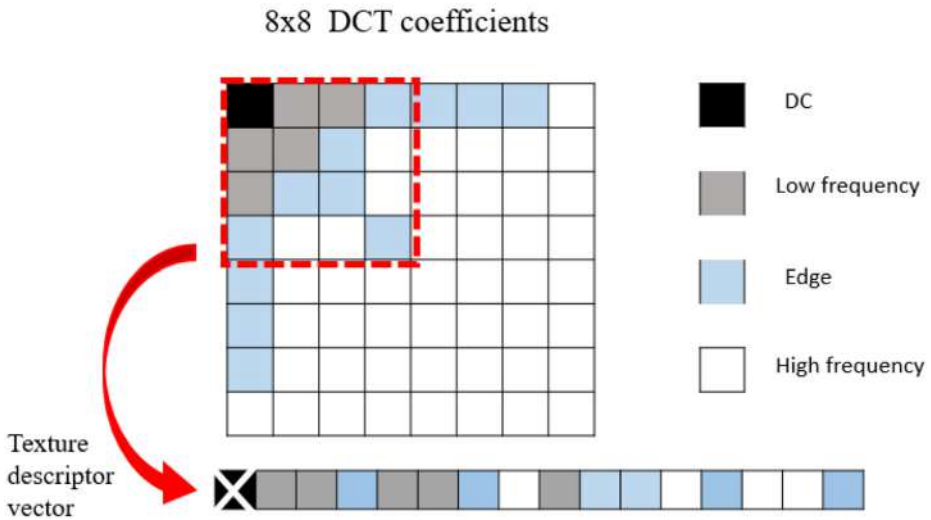 8x8 DCT coefficients
DC
Low frequency
Edge
High frequency
Texture
descriptor
vector